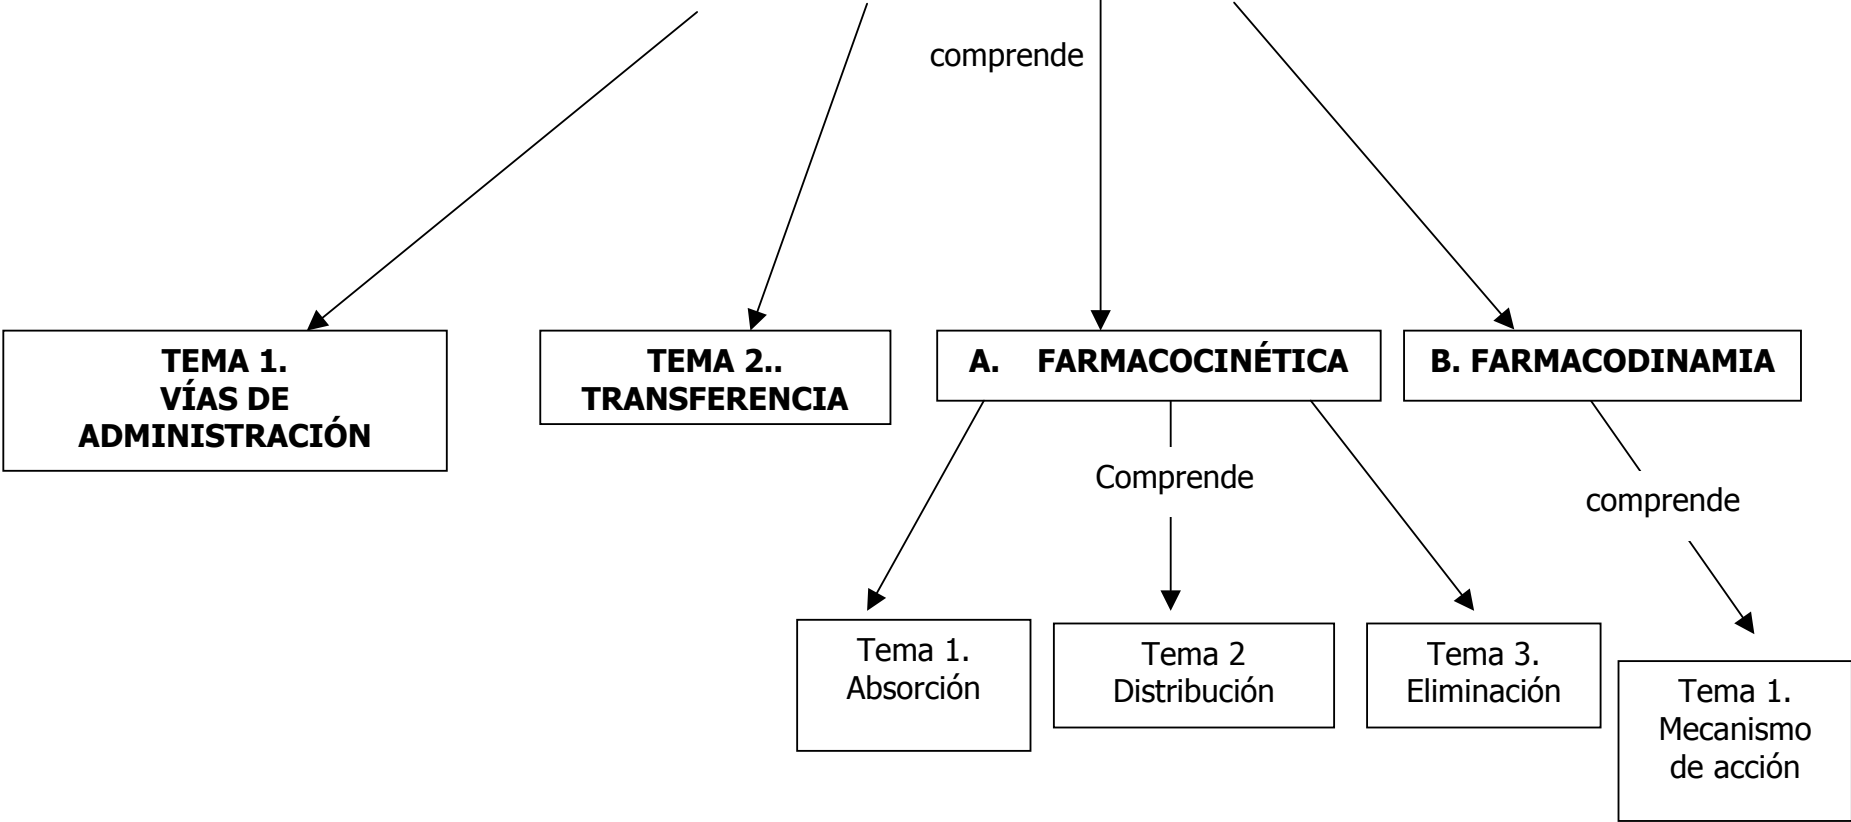 comprende
TEMA 1.
VÍAS DE
ADMINISTRACIÓN
TEMA 2..
TRANSFERENCIA
A. FARMACOCINÉTICA
B. FARMACODINAMIA
Comprende
comprende
Tema 1.
Absorción
Tema 2
Distribución
Tema 3.
Eliminación
Tema 1.
Mecanismo
de acción